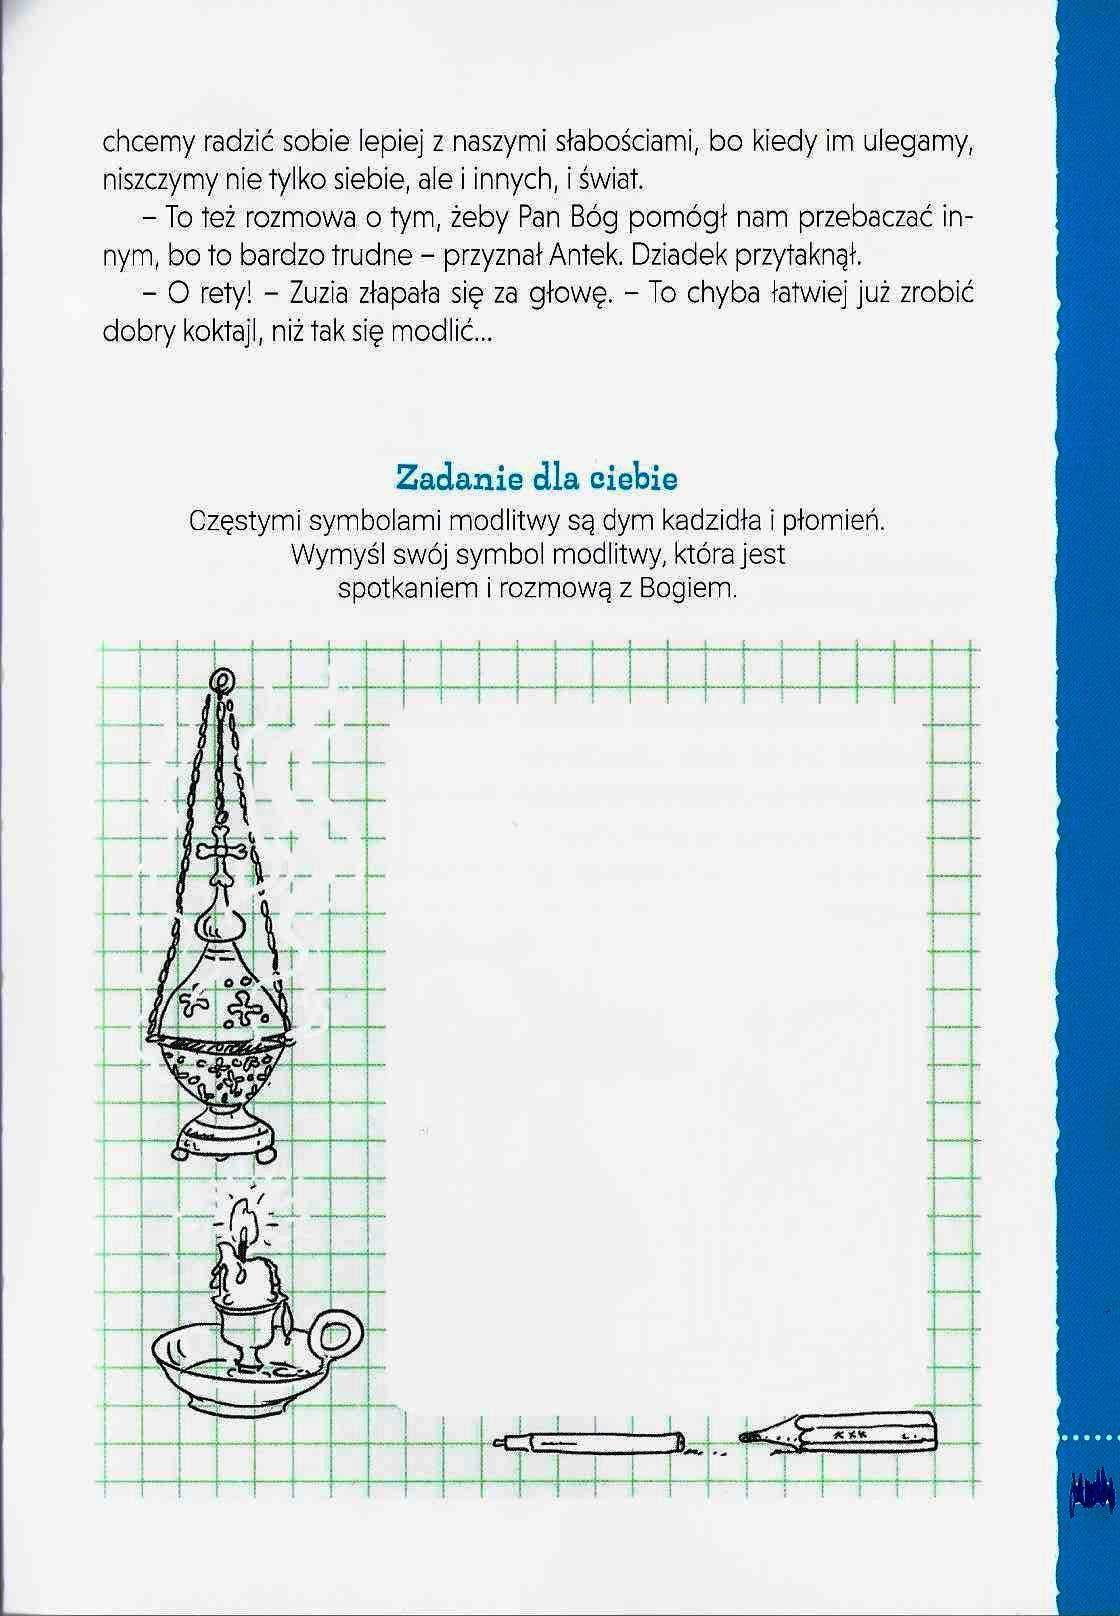 chcemy radzić sobie lepiej z naszymi słabościami, bo kiedy im ulegamy,
niszczymy nie tylko siebie, ale i innych, i świat.
– To też rozmowa o tym, żeby Pan Bóg pomógł nam przebaczać in-
nym, bo to bardzo trudne – przyznał Antek. Dziadek przytaknął.
– O rety! – Zuzia złapała się za głowę. – To chyba łatwiej już zrobić
dobry koktajl, niż tak się modlić...
Zadanie dla ciebie
Częstymi symbolami modlitwy są dym kadzidła i płomień.
Wymyśl swój symbol modlitwy, która jest
spotkaniem i rozmową z Bogiem.